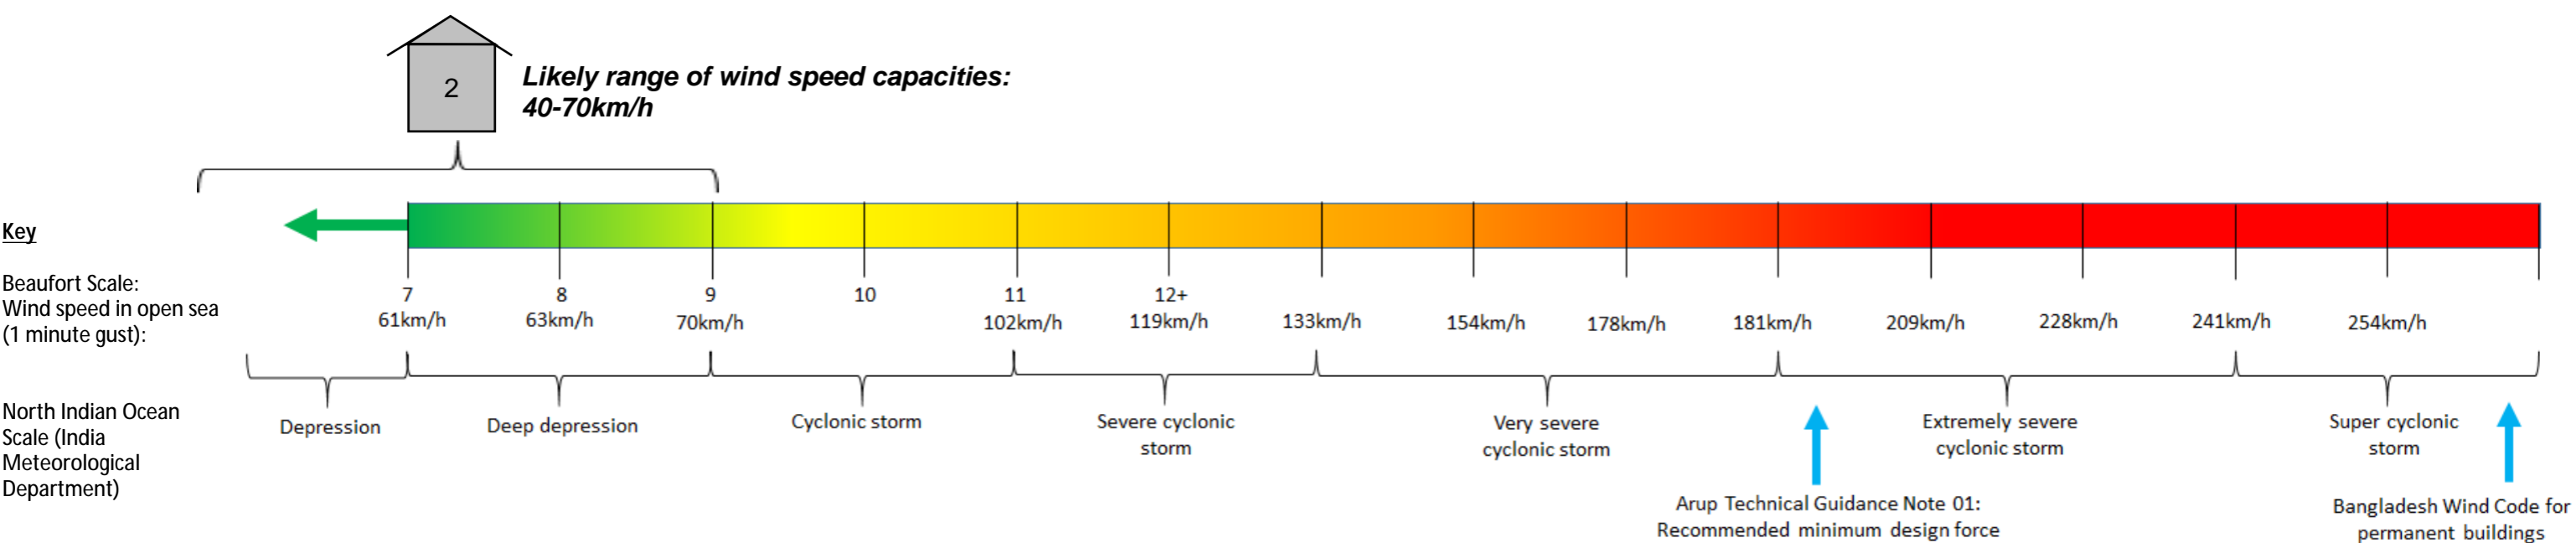 2
Likely range of wind speed capacities:
40-70km/h
Key
Beaufort Scale:
Wind speed in open sea
(1 minute gust):
7 8 9 10 11 12+
61km/h 63km/h 70km/h 102km/h 119km/h 133km/h 154km/h 178km/h 181km/h 209km/h 228km/h 241km/h 254km/h
North Indian Ocean
Scale (India
Meteorological
Department)
Depression
Deep depression
Cyclonic storm
Severe cyclonic
storm
Very severe
cyclonic storm
Extremely severe
cyclonic storm
Super cyclonic
storm
Arup Technical Guidance Note 01:
Recommended minimum design force
Bangladesh Wind Code for
permanent buildings